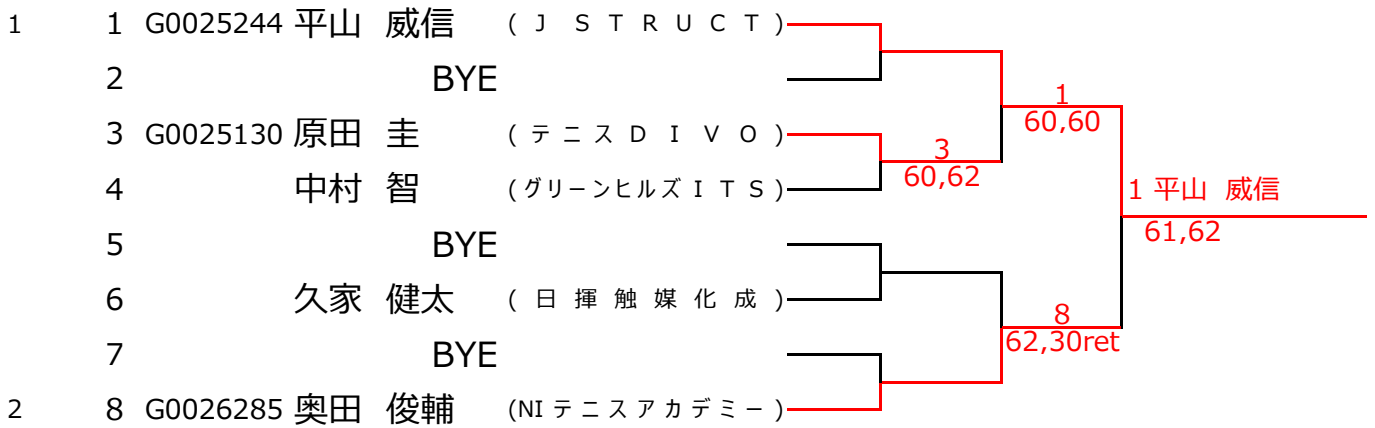 1 1 G0025244 平山 威信 (ＪＳＴＲＵＣＴ)
2 BYE
1
60,60
3 G0025130 原田 圭 (テニスＤＩＶＯ)
3
60,62
4 中村 智 (グリーンヒルズＩＴＳ)
1 平山 威信
61,62
5 BYE
6 久家 健太 (日揮触媒化成)
8
62,30ret
7 BYE
2 8 G0026285 奥田 俊輔 (NIテニスアカデミー)